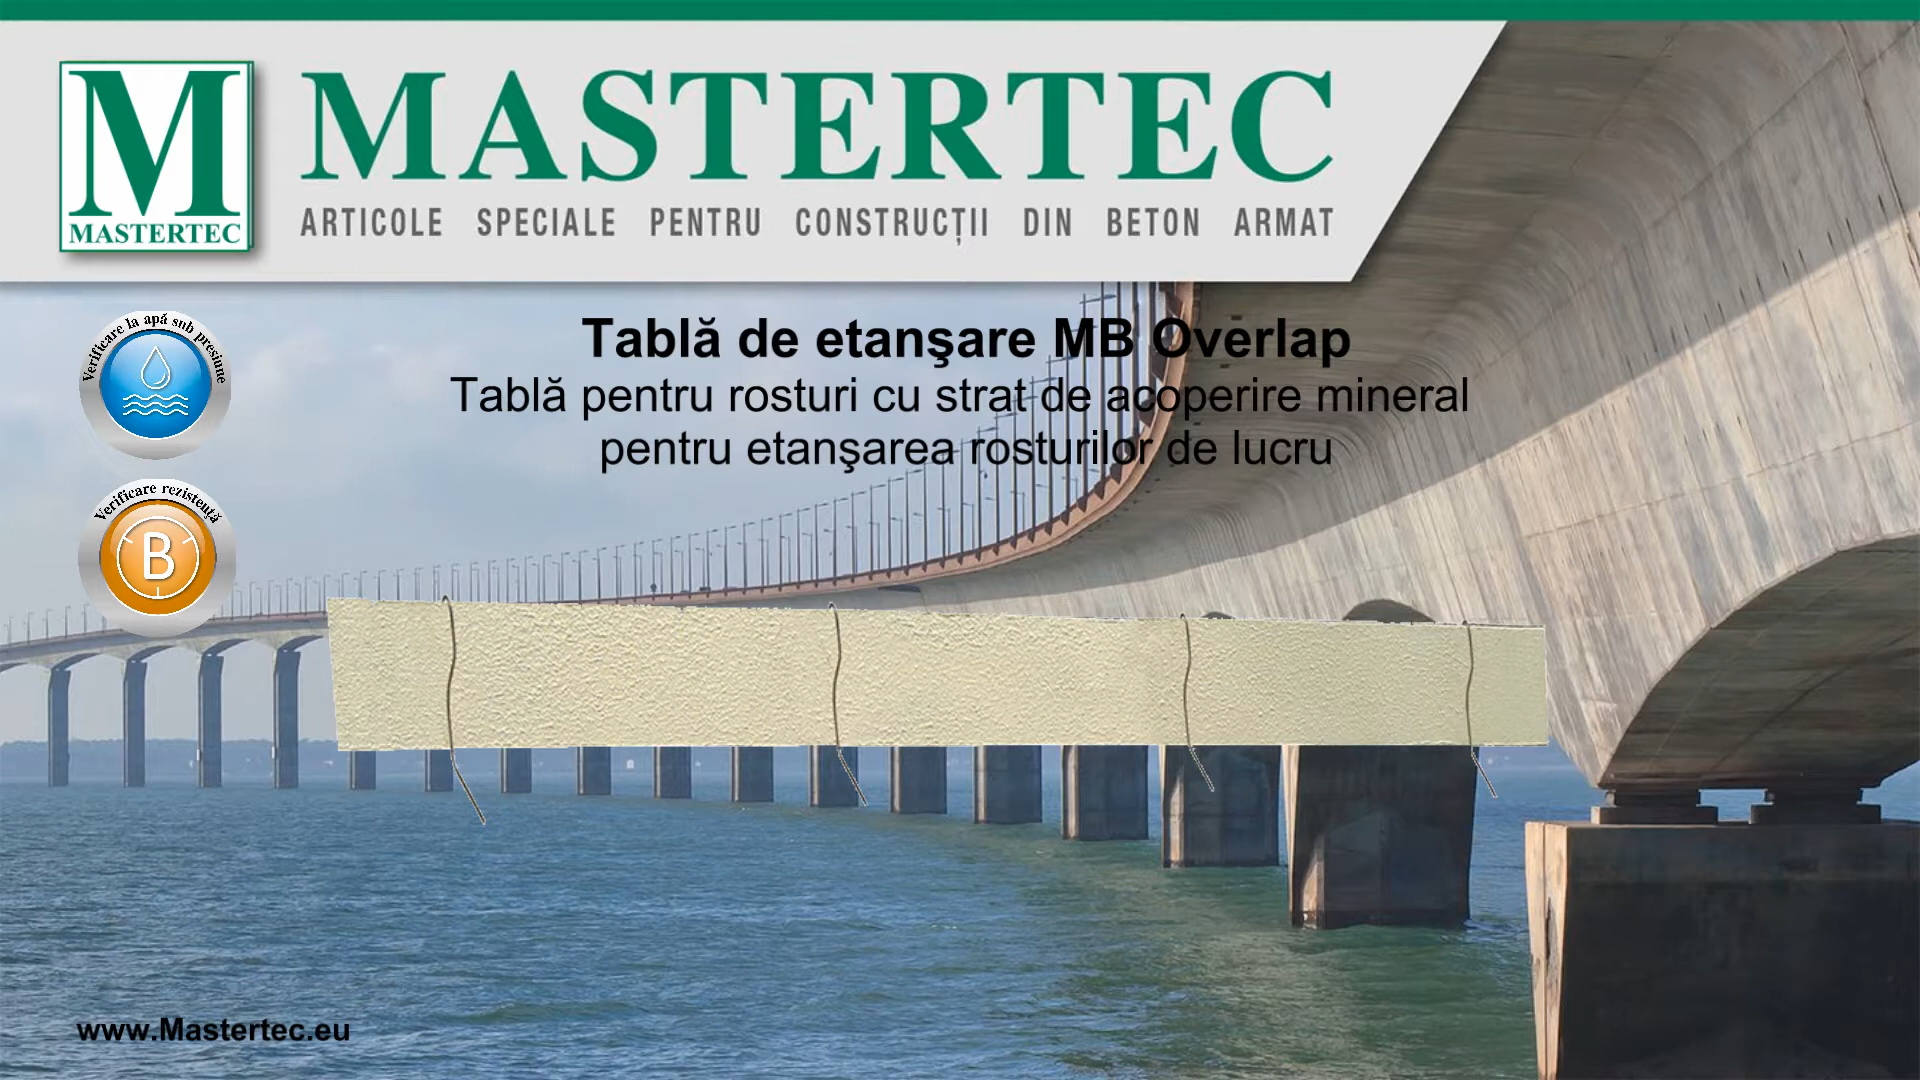 M
MASTERTEC
MASTERTEC
ARTICOLE SPECIALE PENTRU CONSTRUCȚII DIN BETON ARMAT
Verificare la apă sub presiune
Tablă de etanşare MB Overlap
Tablă pentru rosturi cu strat de acoperire mineral
pentru etanşarea rosturilor de lucru
Verificare rezistenţă
B
www.Mastertec.eu